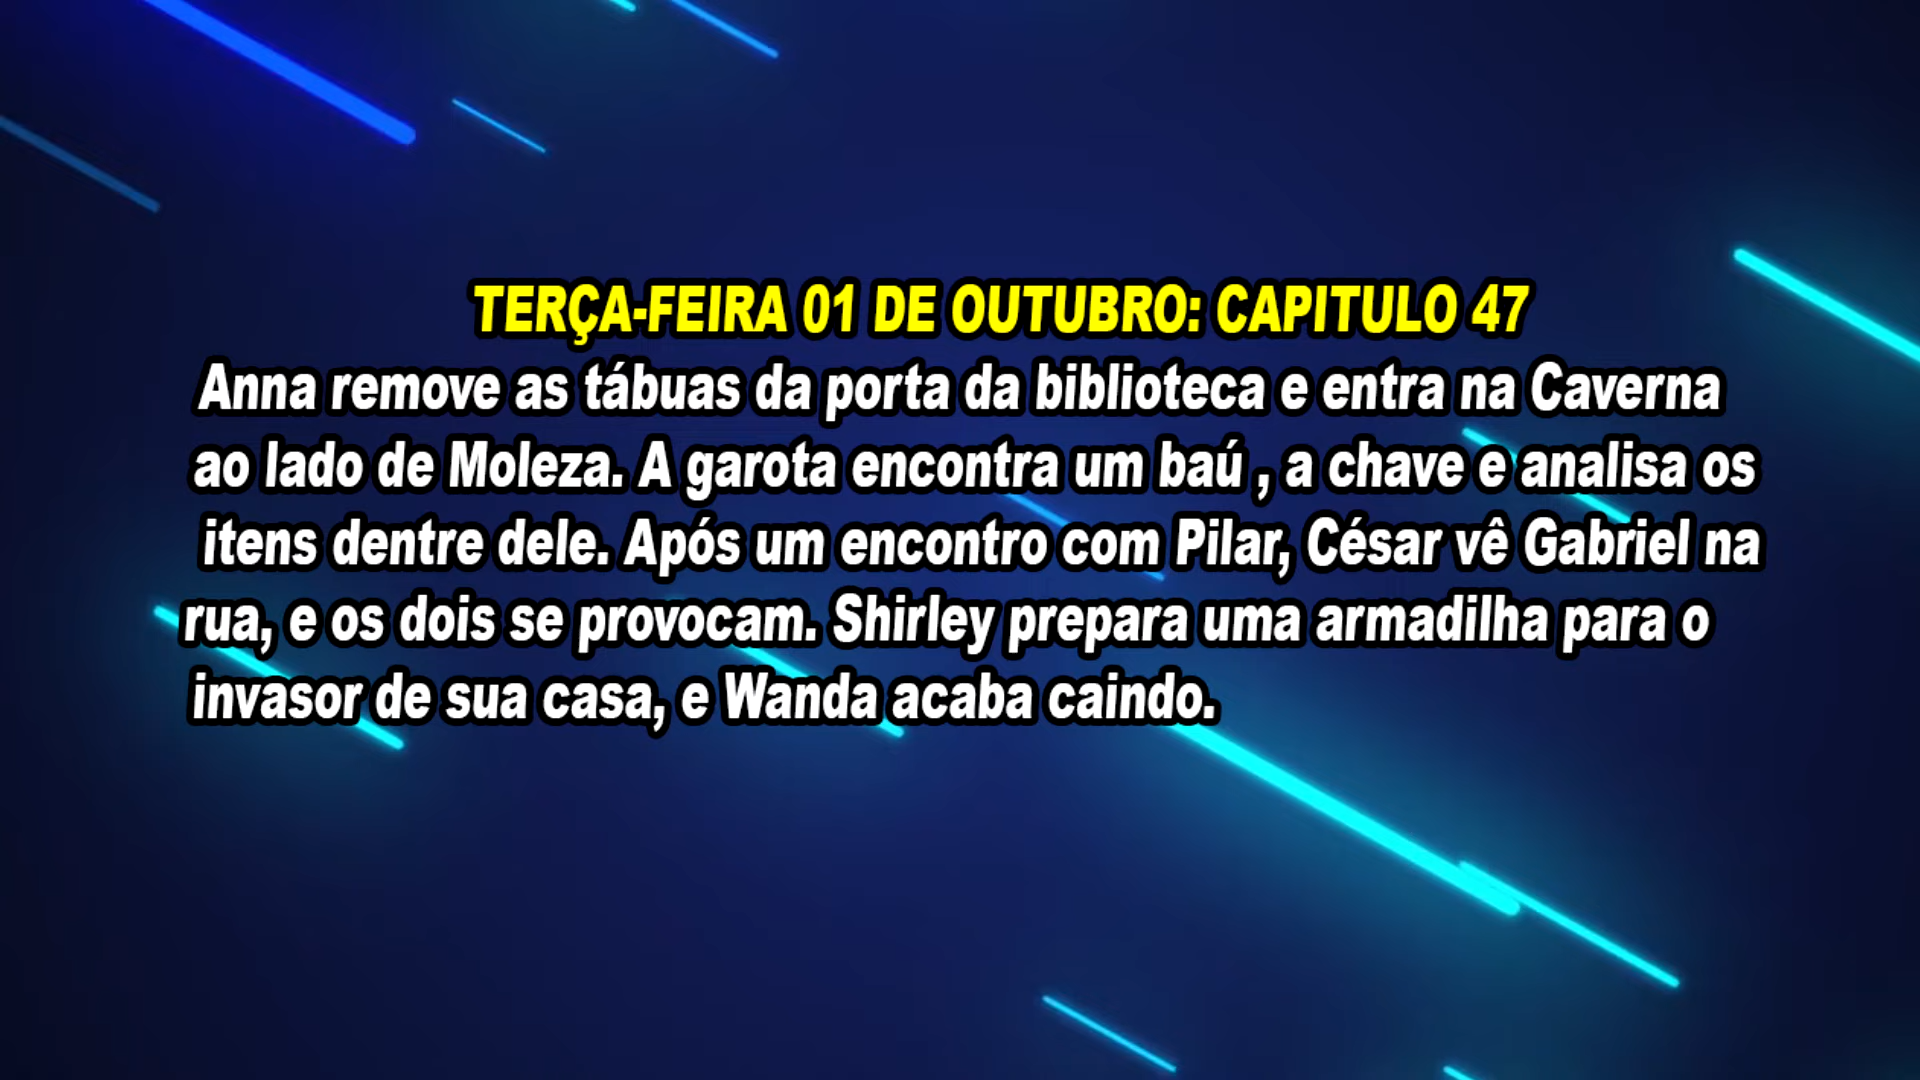 TERÇA-FEIRA 01 DE OUTUBRO: CAPITULO 47
Anna remove as tábuas da porta da biblioteca e entra na Caverna
ao lado de Moleza. A garota encontra um baú , a chave e analisa os
itens dentre dele. Após um encontro com Pilar, César vê Gabriel na
rua, e os dois se provocam. Shirley prepara uma armadilha para o
invasor de sua casa, e Wanda acaba caindo.